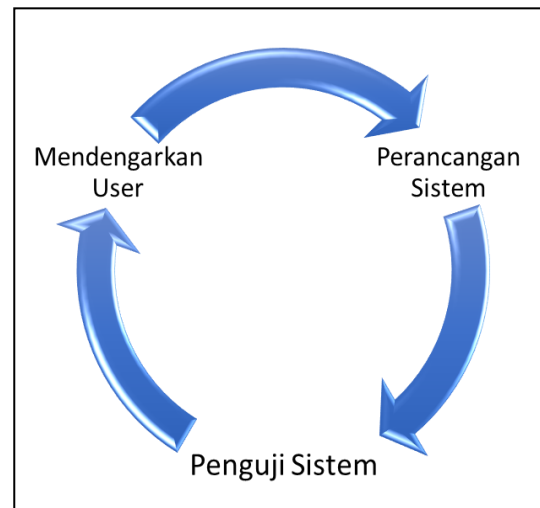 Mendengarkan
User
Perancangan
Sistem
Penguji Sistem